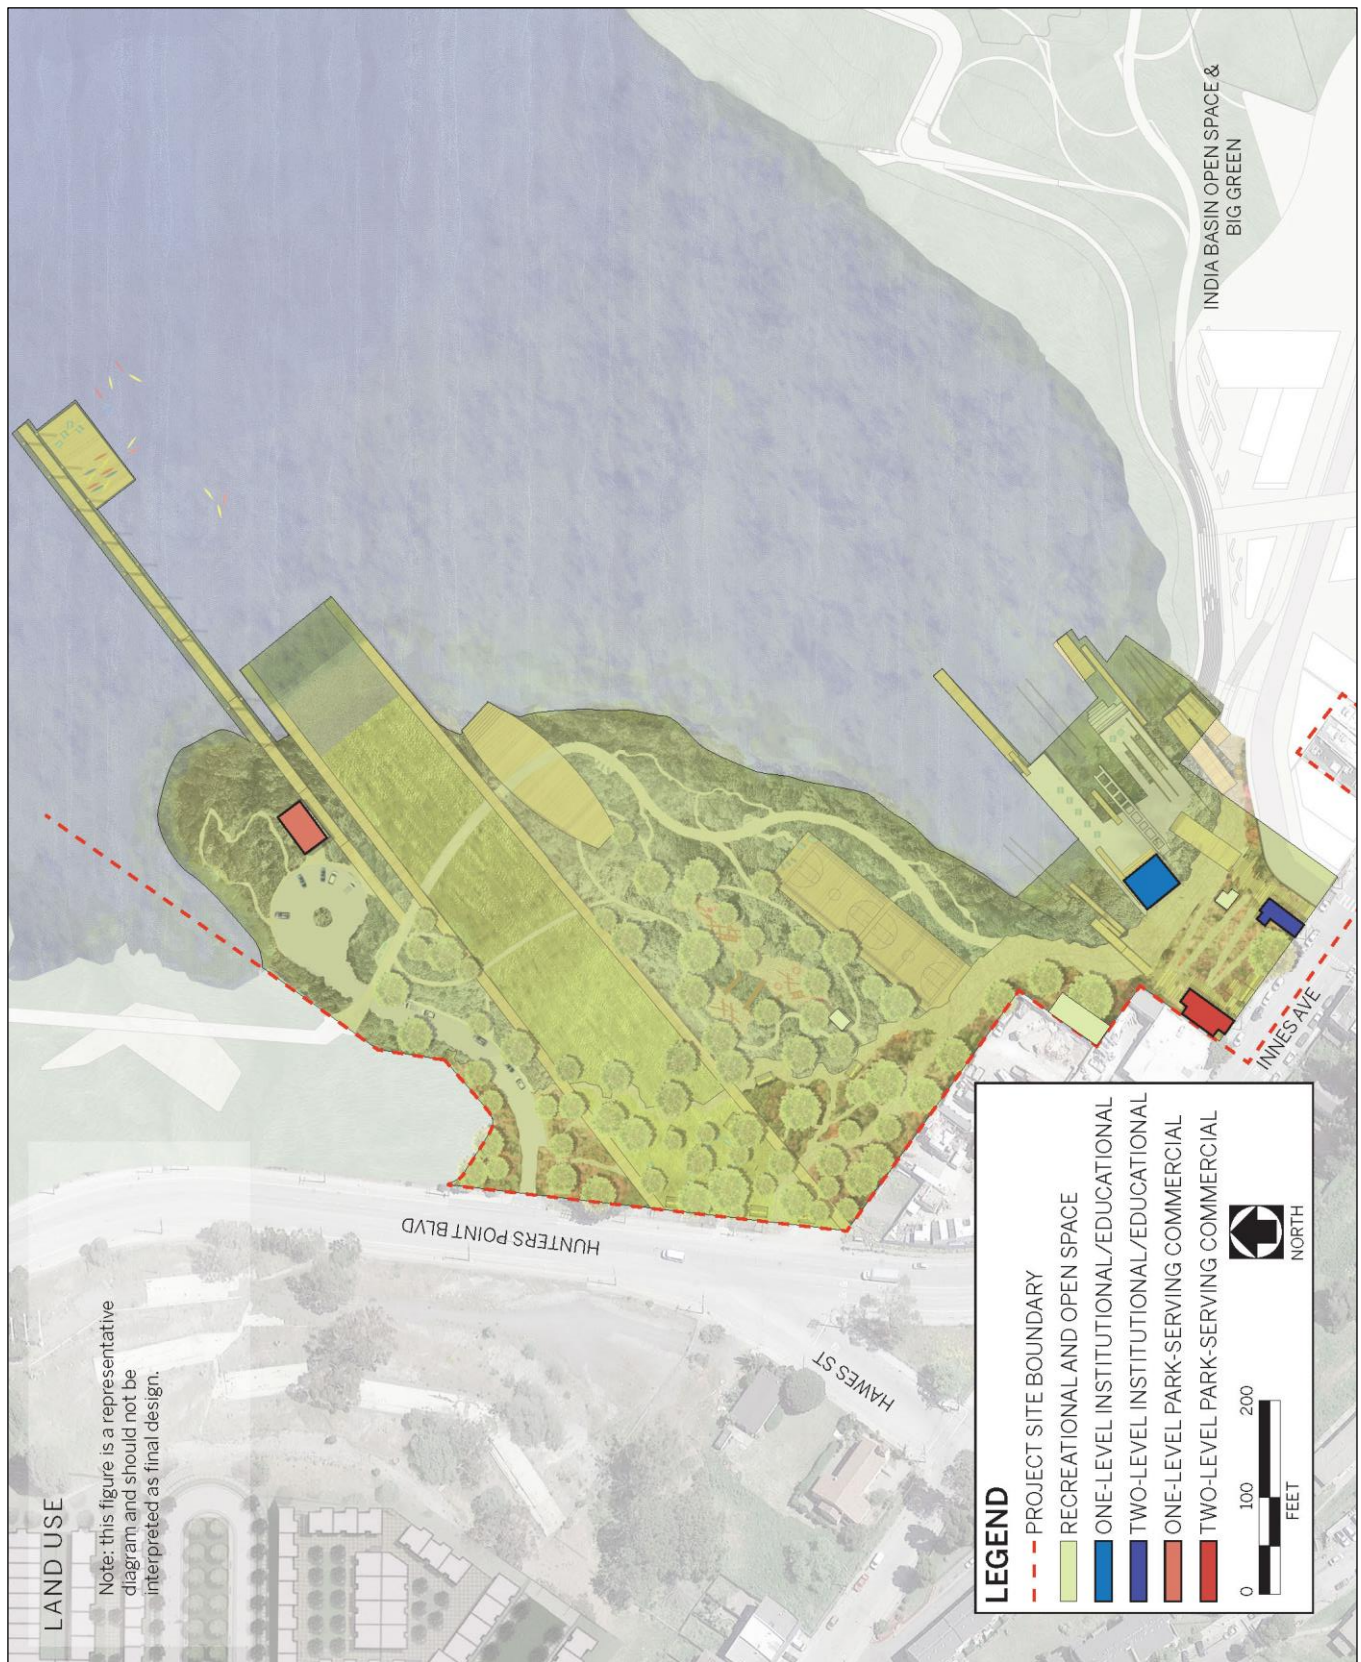 LAND USE
Note: this figure is a representative
diagram and should not be
interpreted as final design.
HUNTERS POINT BLVD
HAWES ST
INNES AVE
INDIA BASIN OPEN SPACE &
BIG GREEN
LEGEND
PROJECT SITE BOUNDARY
RECREATIONAL AND OPEN SPACE
ONE-LEVEL INSTITUTIONAL/EDUCATIONAL
TWO-LEVEL INSTITUTIONAL/EDUCATIONAL
ONE-LEVEL PARK-SERVING COMMERCIAL
TWO-LEVEL PARK-SERVING COMMERCIAL
0 100 200
FEET
NORTH